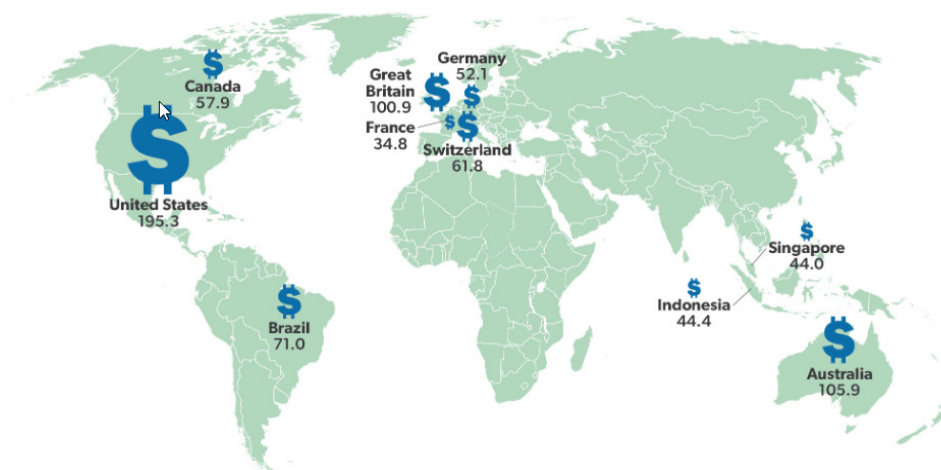 Canada
57.9
Germany
52.1
Great
Britain
100.9
France
34.8
Switzerland
61.8
United States
195.3
Singapore
44.0
Indonesia
44.4
Brazil
71.0
Australia
105.9